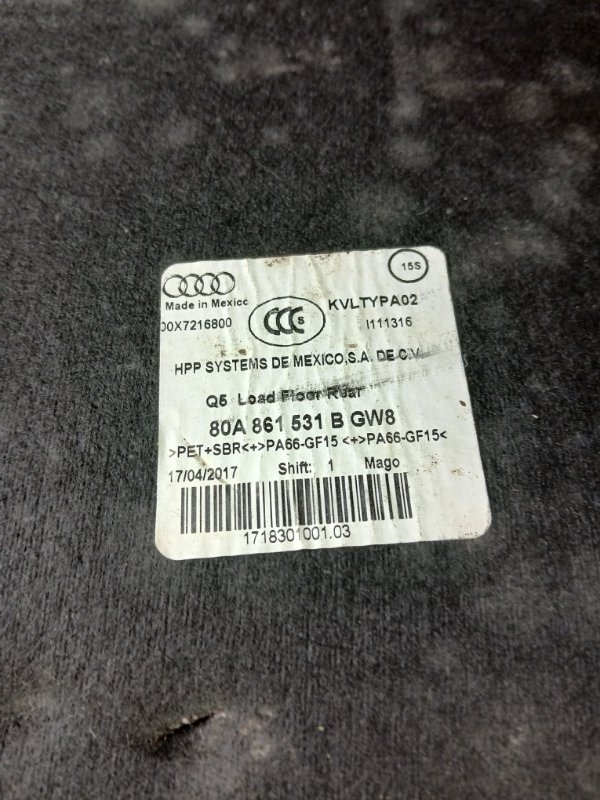 15S
Made in Mexico
KVLTYPA02
00X7216800
CCC S
I111316
HPP SYSTEMS DE MEXICO,S.A. DE C.V.
Q5 Load Floor Rear
80A 861 531 B GW8
>PET+SBR<+>PA66-GF15 <+>PA66-GF15<
17/04/2017 Shift: 1 Mago
1718301001.03